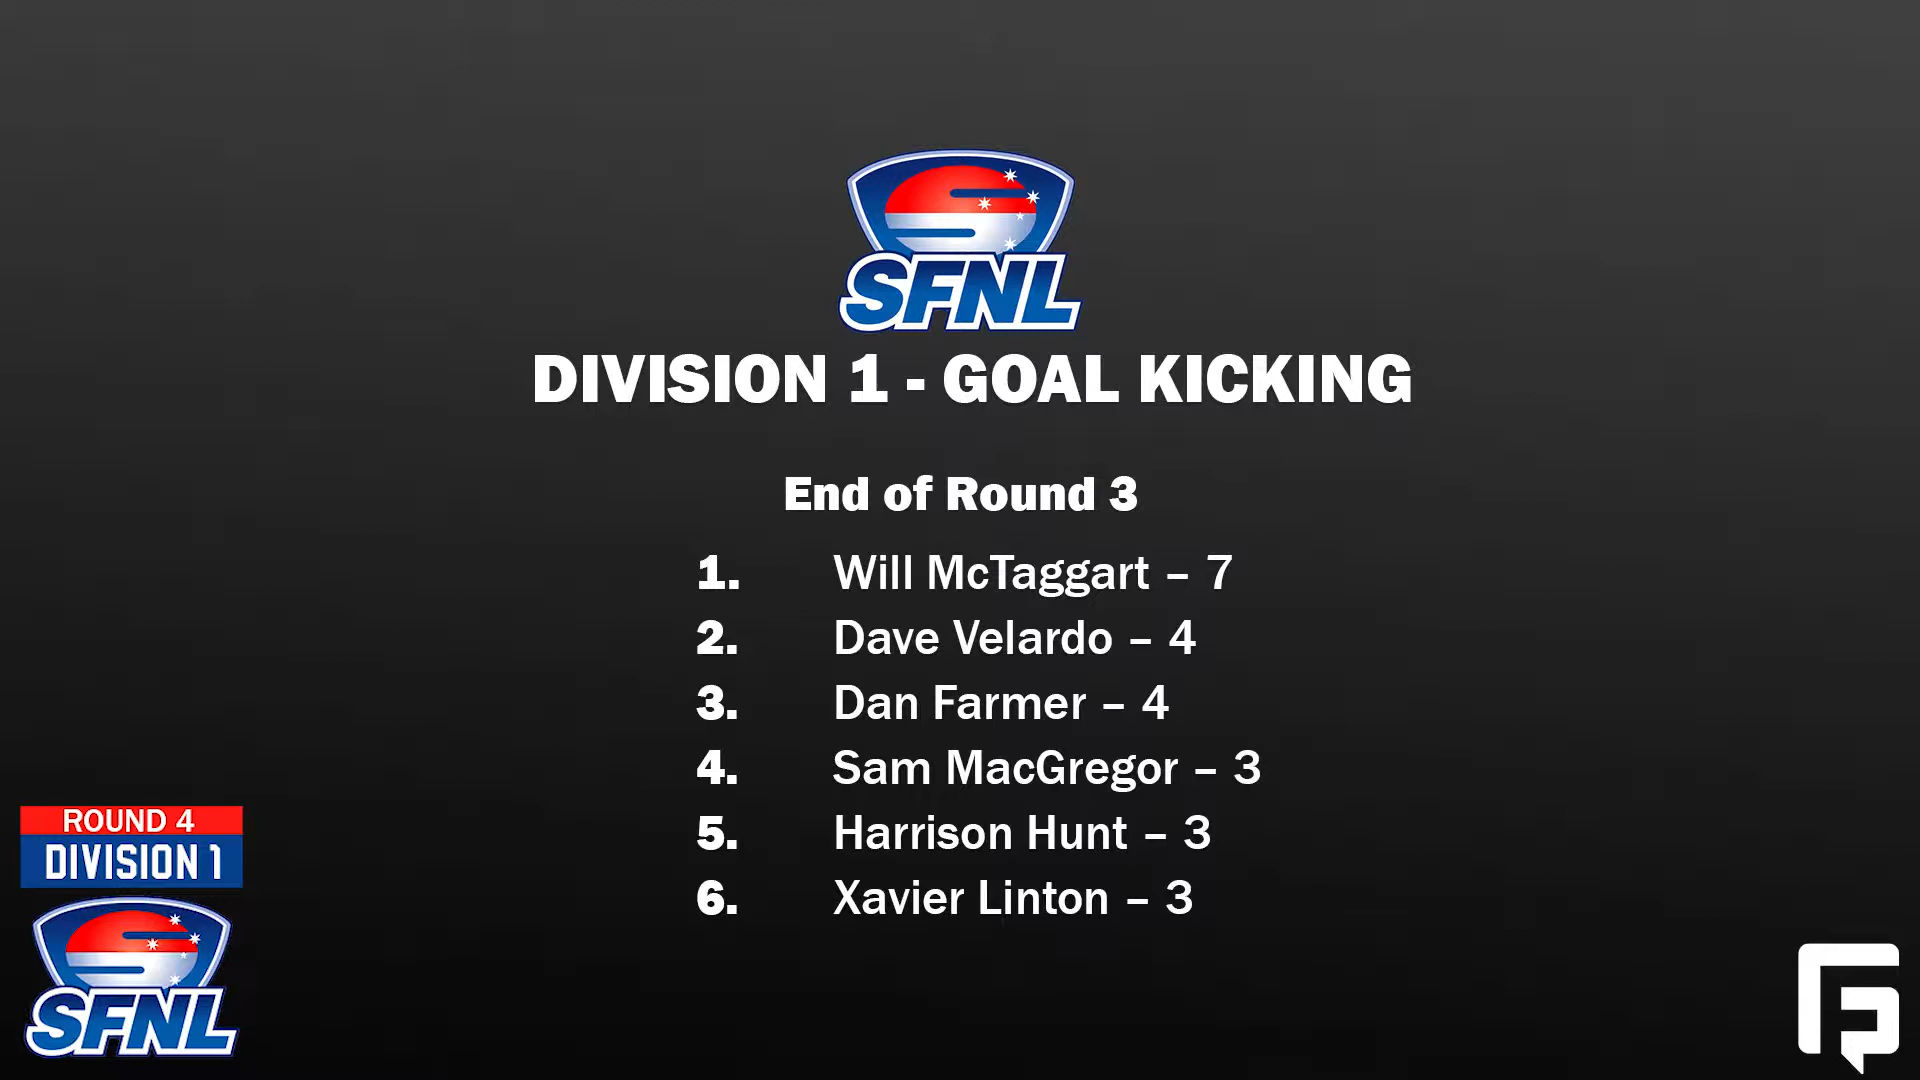 SFNL
DIVISION 1 - GOAL KICKING
End of Round 3
1. Will McTaggart – 7
2. Dave Velardo – 4
3. Dan Farmer – 4
4. Sam MacGregor – 3
5. Harrison Hunt – 3
6. Xavier Linton – 3
ROUND 4
DIVISION 1
SFNL